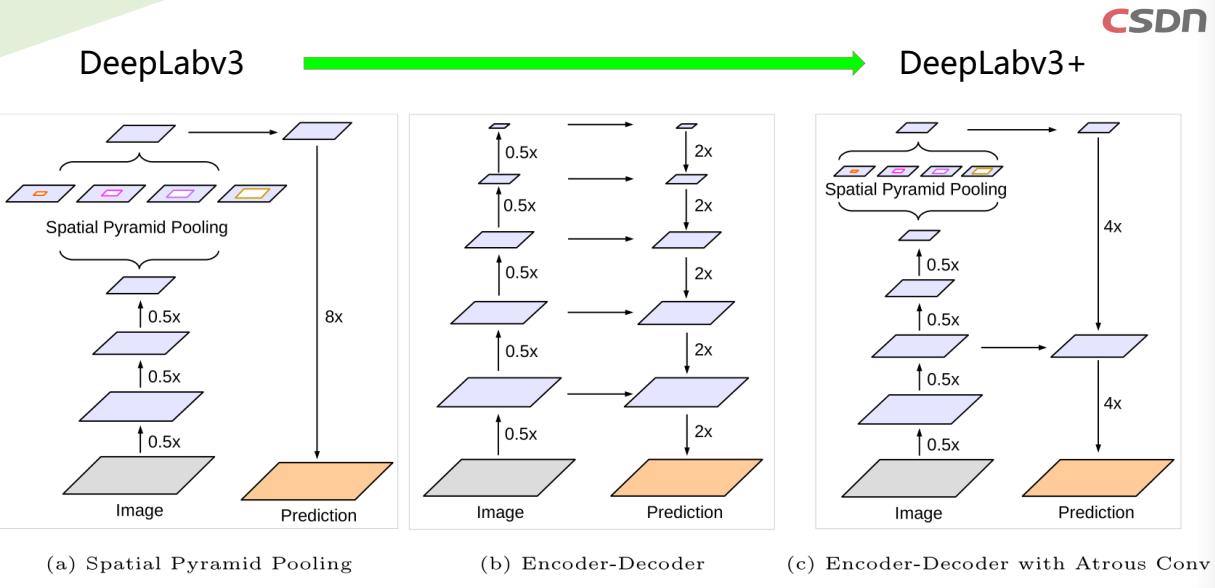 CSDN
DeepLabv3
DeepLabv3+
Spatial Pyramid Pooling
0.5x
0.5x
0.5x
8x
Image
Prediction
(a) Spatial Pyramid Pooling
0.5x
0.5x
0.5x
0.5x
0.5x
2x
2x
2x
2x
2x
Image
Prediction
(b) Encoder-Decoder
Spatial Pyramid Pooling
0.5x
0.5x
0.5x
0.5x
4x
4x
Image
Prediction
(c) Encoder-Decoder with Atrous Conv